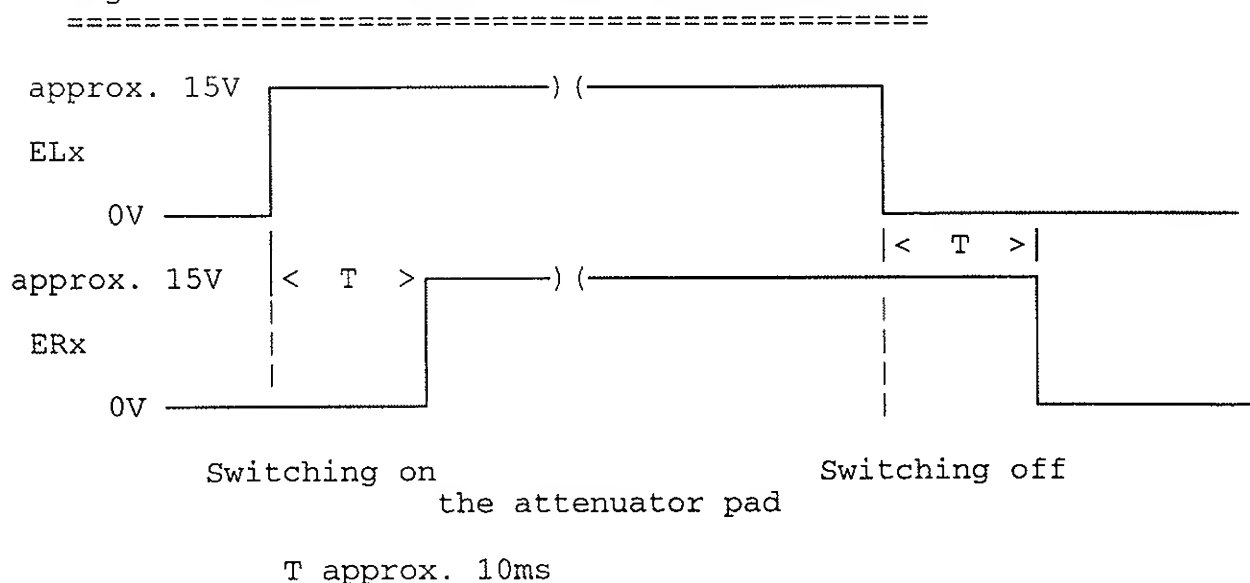 approx. 15V
ELx
0V
< T >
approx. 15V
< T >
ERx
0V
Switching on
Switching off
the attenuator pad
T approx. 10ms